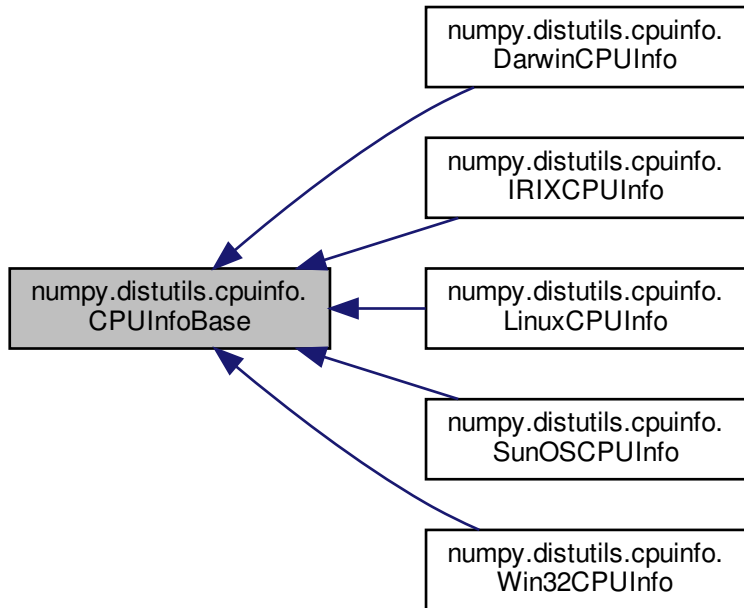 numpy.distutils.cpuinfo.
DarwinCPUInfo
numpy.distutils.cpuinfo.
IRIXCPUInfo
numpy.distutils.cpuinfo.
CPUInfoBase
numpy.distutils.cpuinfo.
LinuxCPUInfo
numpy.distutils.cpuinfo.
SunOSCPUInfo
numpy.distutils.cpuinfo.
Win32CPUInfo